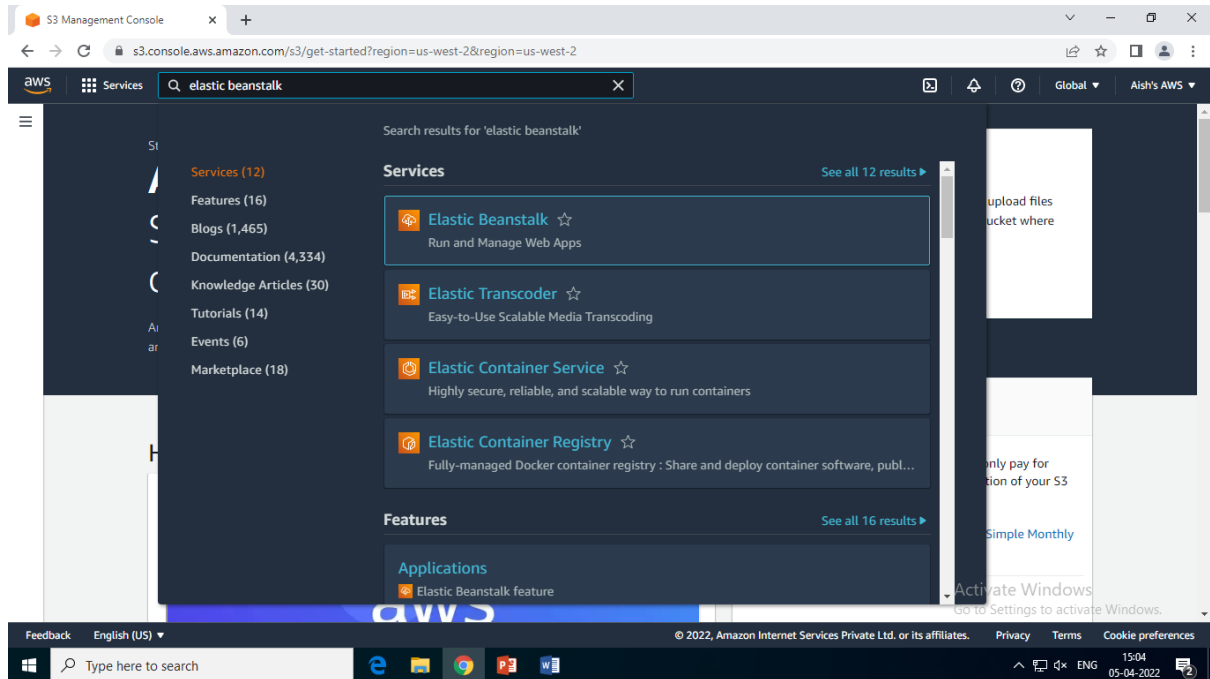 S3 Management Console
s3.console.aws.amazon.com/s3/get-started?region=us-west-2&region=us-west-2
aws
Services
elastic beanstalk
Global ▼
Aish's AWS ▼
Search results for 'elastic beanstalk'
Services (12)
Features (16)
Blogs (1,465)
Documentation (4,334)
Knowledge Articles (30)
Tutorials (14)
Events (6)
Marketplace (18)
Services
See all 12 results ▶
Elastic Beanstalk
Run and Manage Web Apps
Elastic Transcoder
Easy-to-Use Scalable Media Transcoding
Elastic Container Service
Highly secure, reliable, and scalable way to run containers
Elastic Container Registry
Fully-managed Docker container registry : Share and deploy container software, publ...
Features
See all 16 results ▶
Applications
Elastic Beanstalk feature
upload files
ucket where
only pay for
tion of your S3
Simple Monthly
aws
Activate Windows
Go to Settings to activate Windows.
Feedback
English (US) ▼
© 2022, Amazon Internet Services Private Ltd. or its affiliates.
Privacy
Terms
Cookie preferences
Type here to search
ENG
15:04
05-04-2022
2